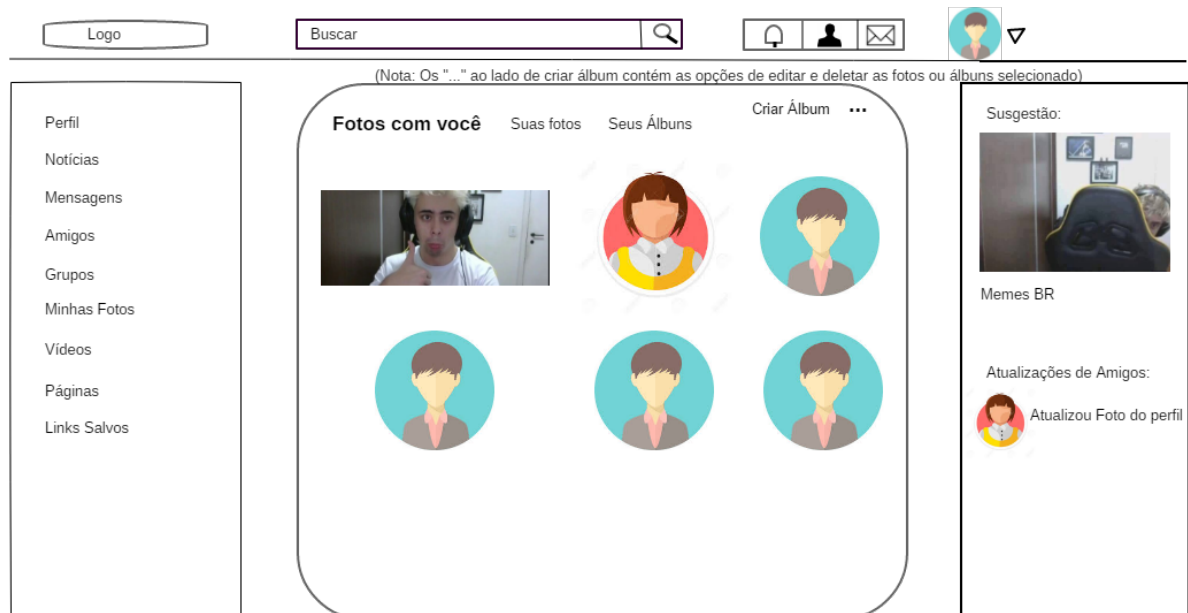 Logo
Buscar
(Nota: Os "..." ao lado de criar álbum contém as opções de editar e deletar as fotos ou álbuns selecionado)
Perfil
Notícias
Mensagens
Amigos
Grupos
Minhas Fotos
Vídeos
Páginas
Links Salvos
Fotos com você Suas fotos Seus Álbuns Criar Álbum ...
Susgestão:
Memes BR
Atualizações de Amigos:
Atualizou Foto do perfil